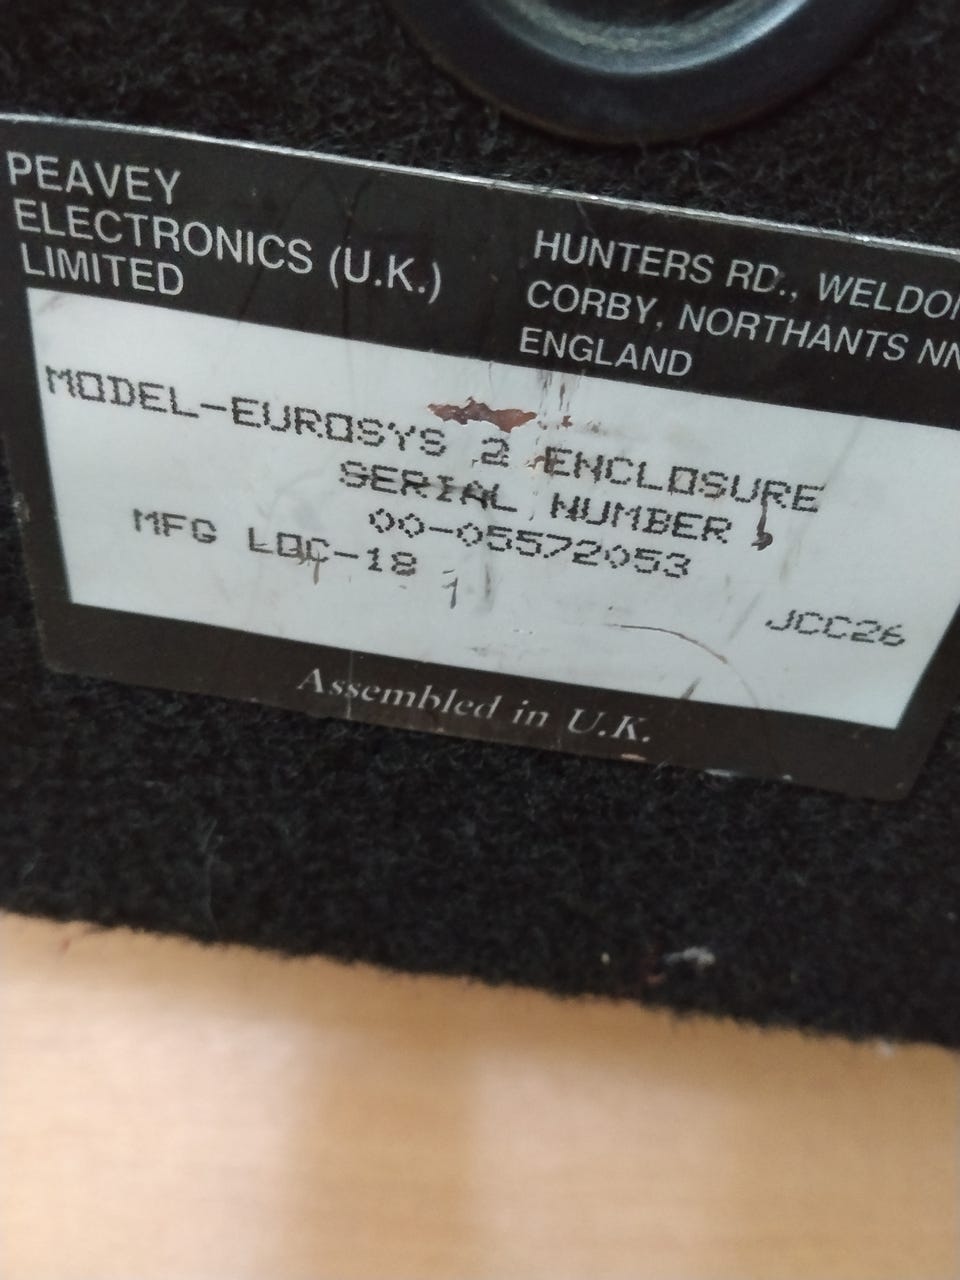 PEAVEY
ELECTRONICS (U.K.)
LIMITED
HUNTERS RD., WELDO
CORBY, NORTHANTS NN
ENGLAND
MODEL-EUROSYS 2 ENCLOSURE
SERIAL NUMBER
00-05572053
MFG LOC-18
1
JCC26
Assembled in U.K.